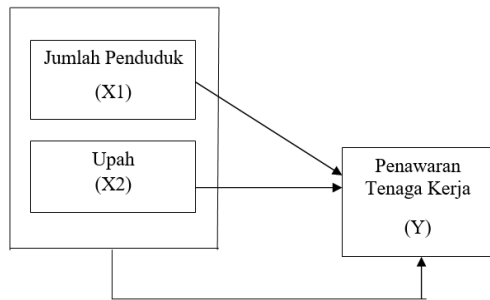 Jumlah Penduduk
(X1)
Upah
(X2)
Penawaran
Tenaga Kerja
(Y)